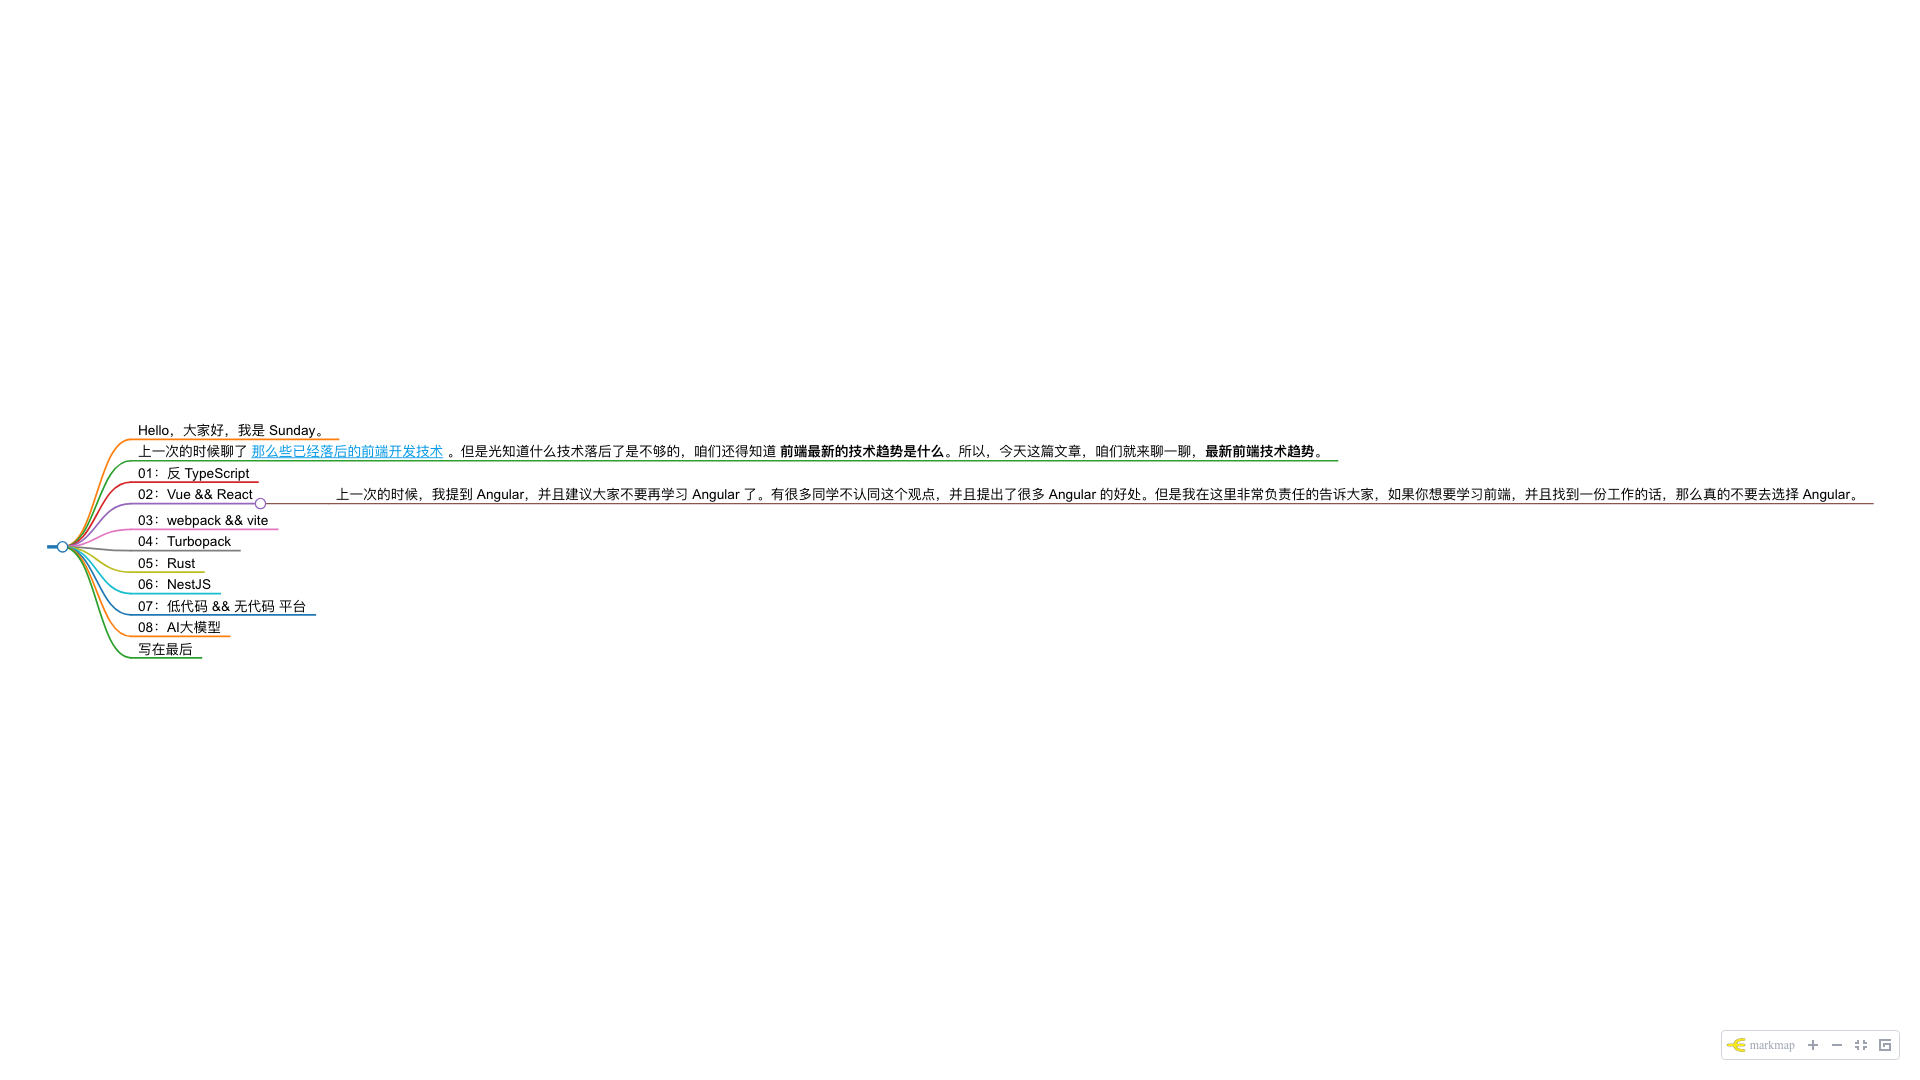 Hello，大家好，我是 Sunday。
上一次的时候聊了 那么些已经落后的前端开发技术 。但是光知道什么技术落后了是不够的，咱们还得知道 前端最新的技术趋势是什么。所以，今天这篇文章，咱们就来聊一聊，最新前端技术趋势。
01：反 TypeScript
02：Vue && React
上一次的时候，我提到 Angular，并且建议大家不要再学习 Angular 了。有很多同学不认同这个观点，并且提出了很多 Angular 的好处。但是我在这里非常负责任的告诉大家，如果你想要学习前端，并且找到一份工作的话，那么真的不要去选择 Angular。
03：webpack && vite
04：Turbopack
05：Rust
06：NestJS
07：低代码 && 无代码 平台
08：AI大模型
写在最后
markmap